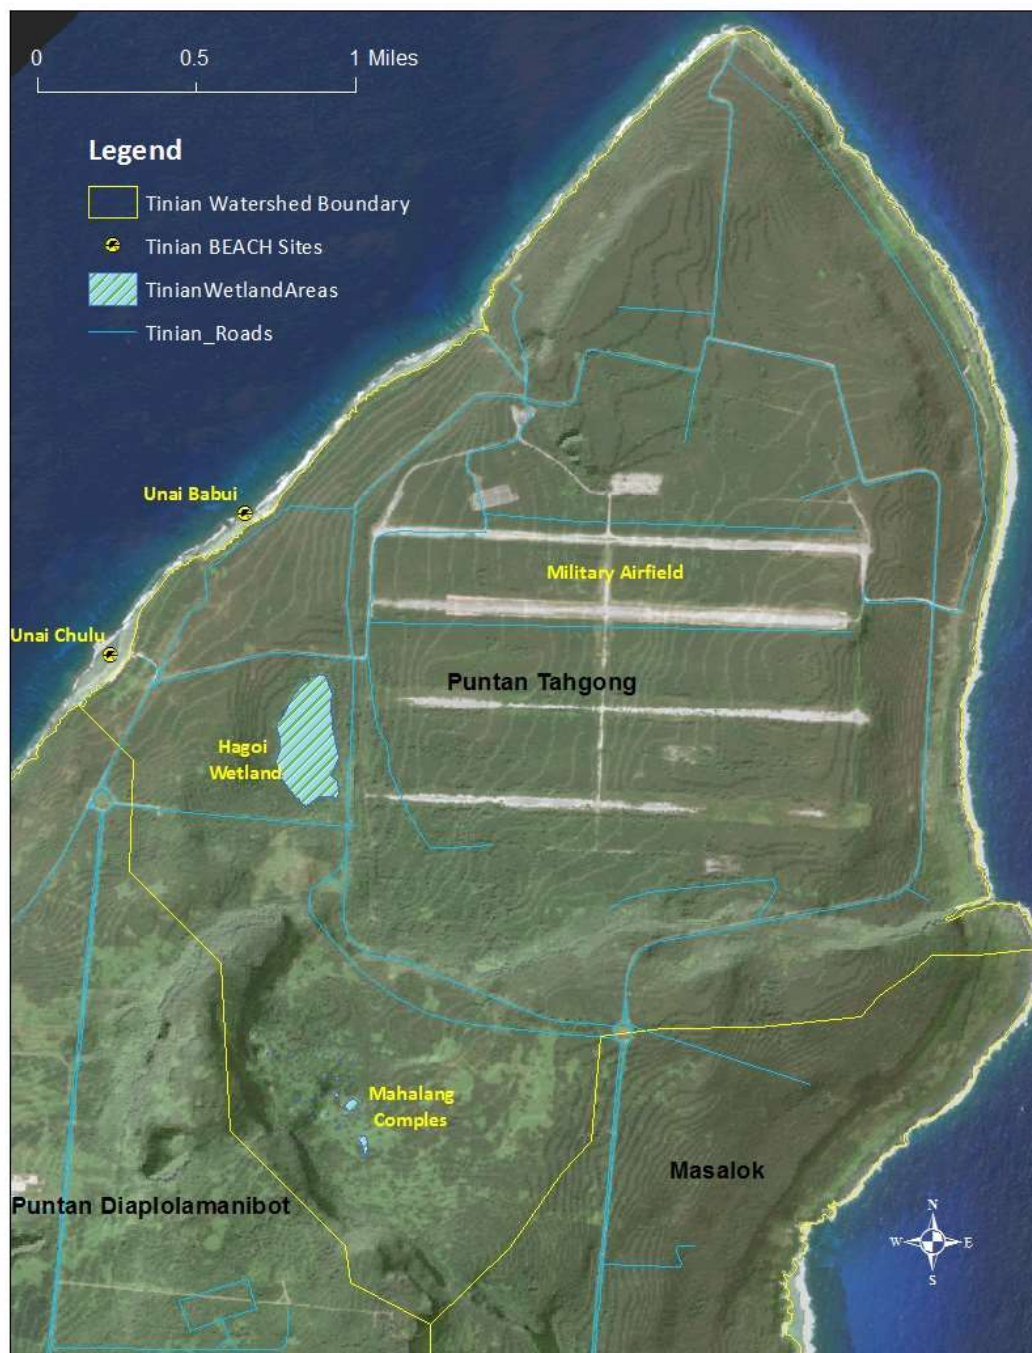 0 0.5 1 Miles
Legend
Tinian Watershed Boundary
Tinian BEACH Sites
TinianWetlandAreas
Tinian_Roads
Unai Babui
Military Airfield
Unai Chulu
Puntan Tahgong
Hagoi
Wetland
Mahalang
Comples
Masalok
Puntan Diaplolamanibot
N
W E
S